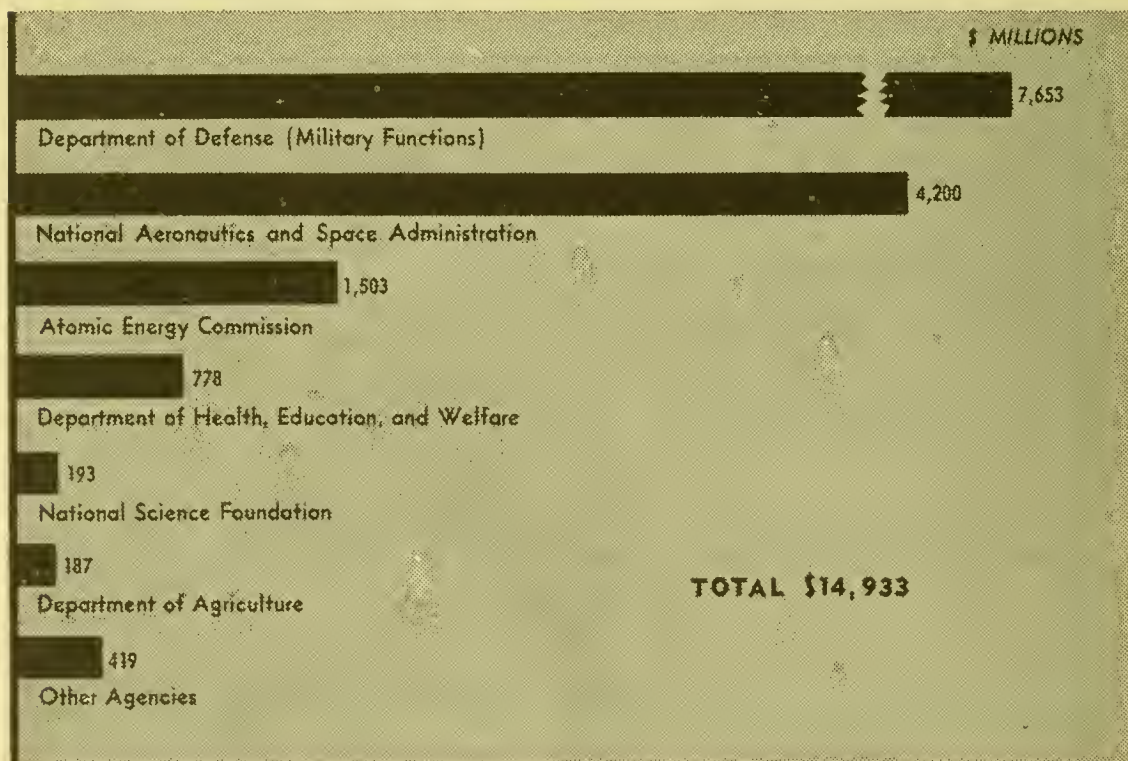 $ MILLIONS
7,653
Department of Defense (Military Functions)
4,200
National Aeronautics and Space Administration
1,503
Atomic Energy Commission
778
Department of Health, Education, and Welfare
193
National Science Foundation
187
Department of Agriculture
TOTAL $14,933
419
Other Agencies